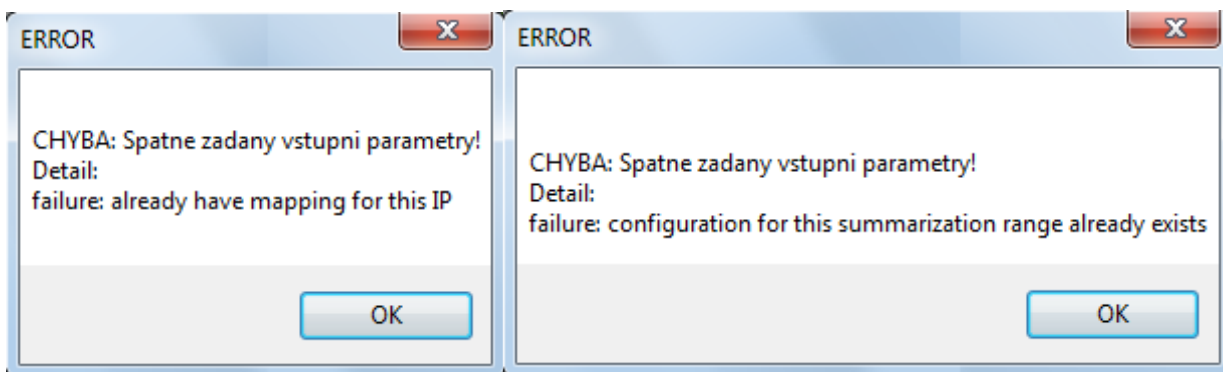 ERROR
CHYBA: Spatne zadany vstupni parametry!
Detail:
failure: already have mapping for this IP
OK
ERROR
CHYBA: Spatne zadany vstupni parametry!
Detail:
failure: configuration for this summarization range already exists
OK